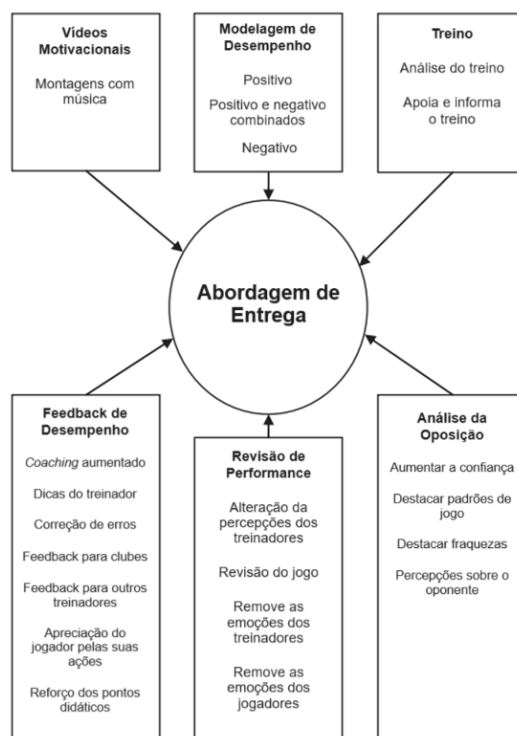 Vídeos
Motivacionais
Montagens com
música
Modelagem de
Desempenho
Positivo
Positivo e negativo
combinados
Negativo
Treino
Análise do treino
Apoia e informa
o treino
Abordagem de
Entrega
Feedback de
Desempenho
Coaching aumentado
Dicas do treinador
Correção de erros
Feedback para clubes
Feedback para outros
treinadores
Apreciação do
jogador pelas suas
ações
Reforço dos pontos
didáticos
Revisão de
Performance
Alteração da
percepções dos
treinadores
Revisão do jogo
Remove as
emoções dos
treinadores
Remove as
emoções dos
jogadores
Análise da
Oposição
Aumentar a confiança
Destacar padrões de
jogo
Destacar fraquezas
Percepções sobre o
oponente